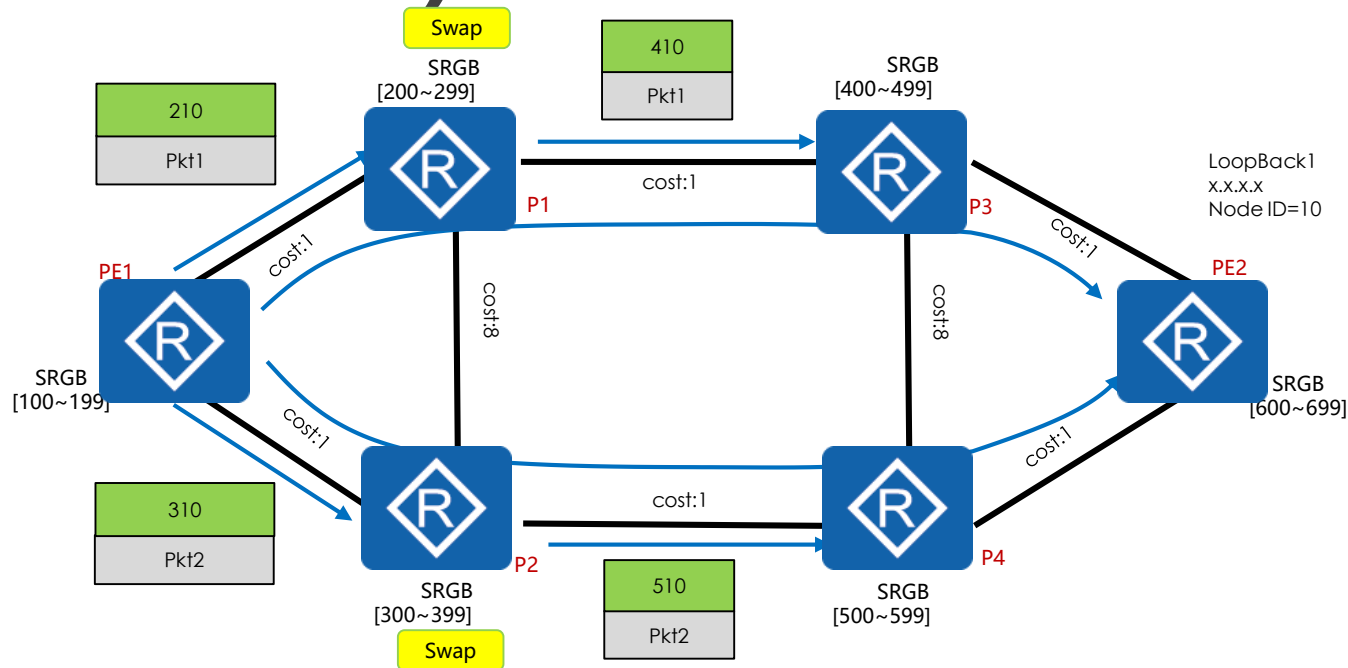 Swap
210
Pkt1
SRGB
[200~299]
R
P1
410
Pkt1
cost:1
SRGB
[400~499]
R
P3
LoopBack1
x.x.x.x
Node ID=10
cost:1
cost:1
PE1
R
SRGB
[100~199]
cost:8
cost:8
PE2
R
SRGB
[600~699]
cost:1
cost:1
310
Pkt2
R
P2
SRGB
[300~399]
Swap
cost:1
510
Pkt2
R
P4
SRGB
[500~599]